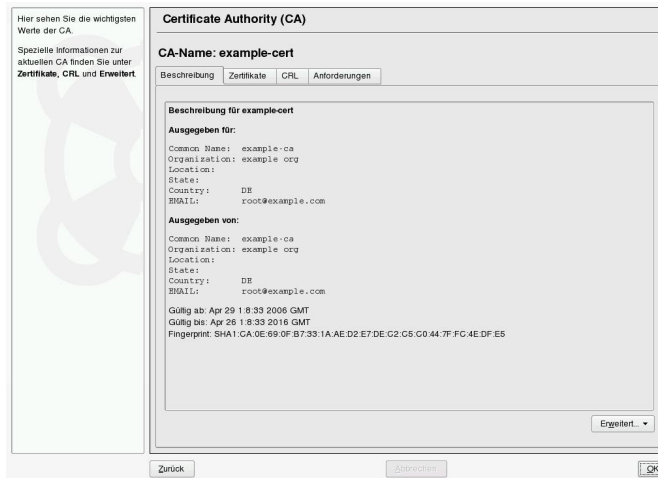 Hier sehen Sie die wichtigsten
Werte der CA.
Spezielle Informationen zur
aktuellen CA finden Sie unter
Zertifikate, CRL und Erweitert.
Certificate Authority (CA)
CA-Name: example-cert
Beschreibung Zertifikate CRL Anforderungen
Beschreibung für example-cert
Ausgegeben für:
Common Name: example-ca
Organization: example org
Location:
State:
Country: DE
EMAIL: root@example.com
Ausgegeben von:
Common Name: example-ca
Organization: example org
Location:
State:
Country: DE
EMAIL: root@example.com
Gültig ab: Apr 29 1:8:33 2006 GMT
Gültig bis: Apr 26 1:8:33 2016 GMT
Fingerprint: SHA1:CA:0E:69:0F:B7:33:1A:AE:D2:E7:DE:C2:C5:C0:44:7F:FC:4E:DF:E5
Erweitert...
Zurück Abbrechen OK